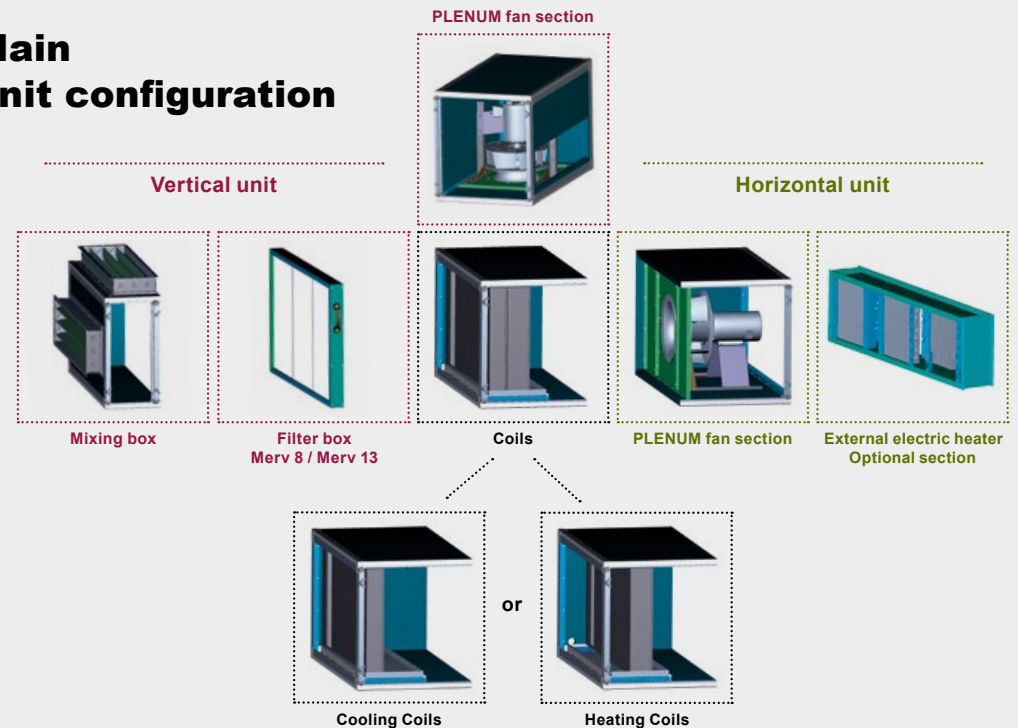 PLENUM fan section
lain
nit configuration
Vertical unit
Horizontal unit
Mixing box
Filter box
Merv 8 / Merv 13
Coils
PLENUM fan section
External electric heater
Optional section
or
Cooling Coils
Heating Coils